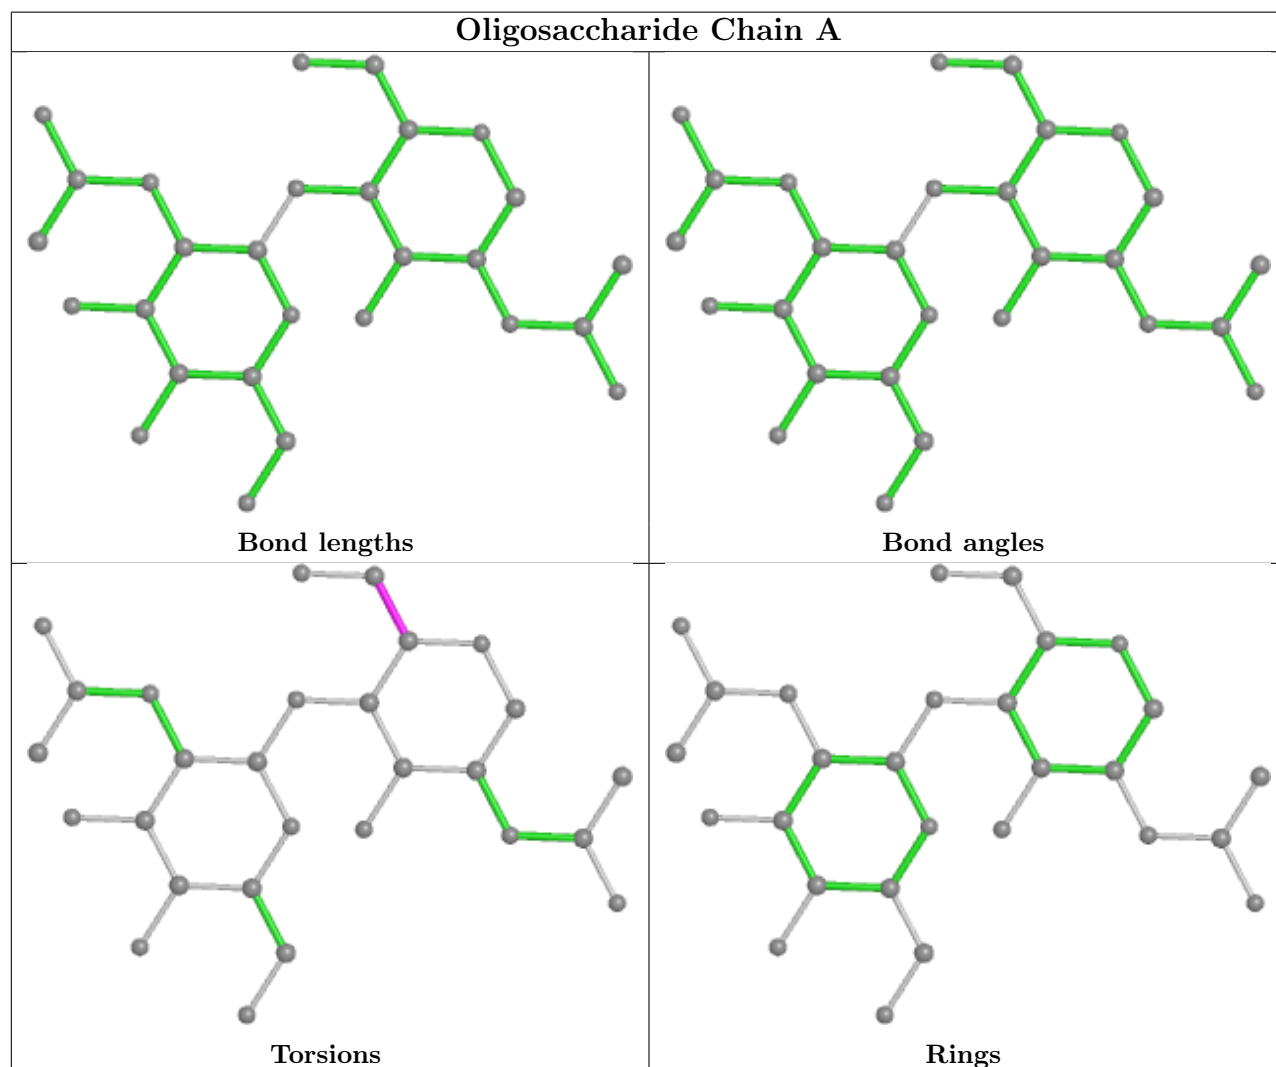 Oligosaccharide Chain A
Bond lengths
Bond angles
Torsions
Rings